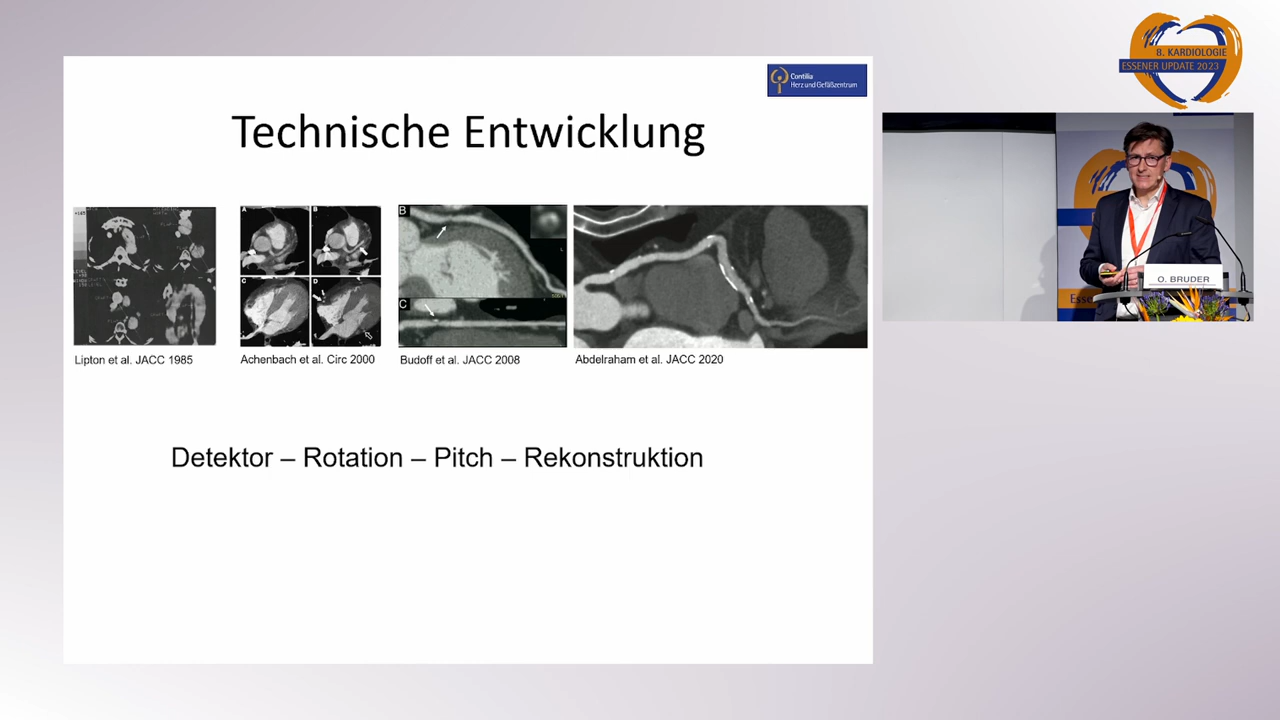 8. KARDIOLOGIE
ESSENER UPDATE 2023
Contilia
Herz und Gefäßzentrum
Technische Entwicklung
A
B
C
D
B
C
Lipton et al. JACC 1985
Achenbach et al. Circ 2000
Budoff et al. JACC 2008
Abdelraham et al. JACC 2020
Detektor – Rotation – Pitch – Rekonstruktion
O. BRUDER
Esse